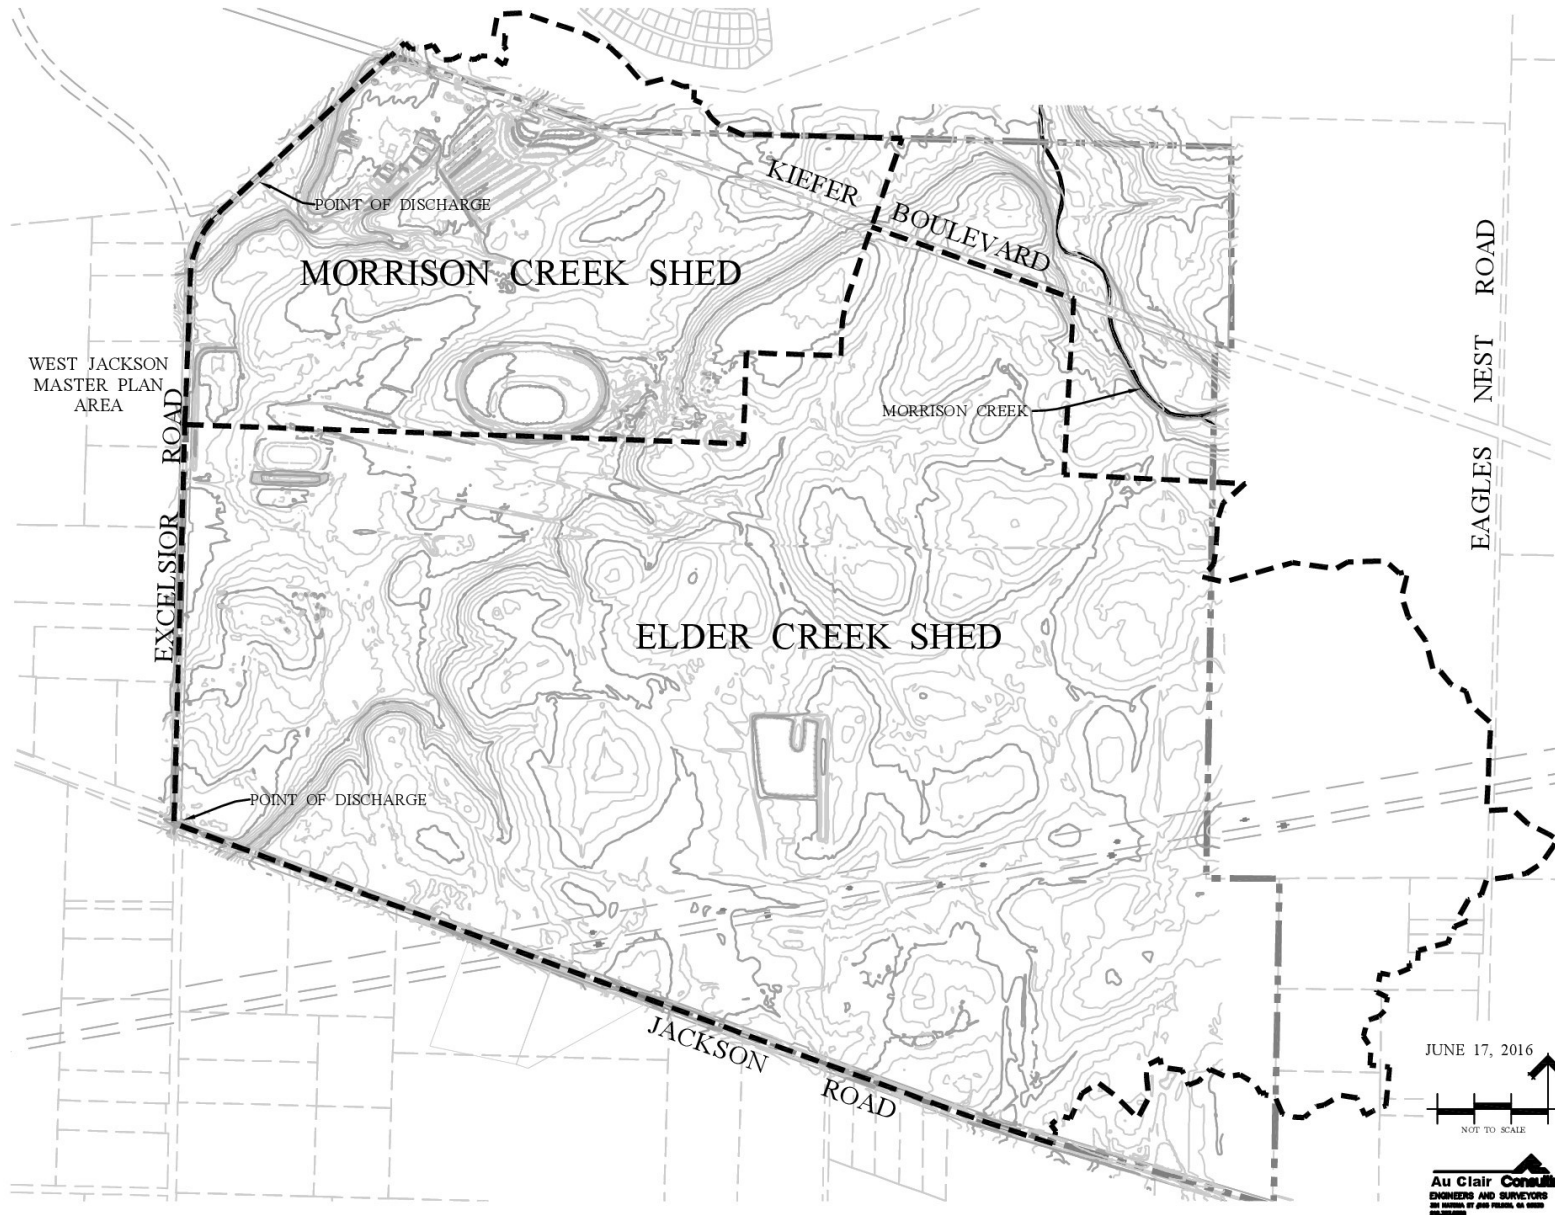 KIEFER
BOULEVARD
POINT OF DISCHARGE
MORRISON CREEK SHED
EAGLES NEST ROAD
WEST JACKSON
MASTER PLAN
AREA
EXCELSIOR ROAD
MORRISON CREEK
ELDER CREEK SHED
POINT OF DISCHARGE
JACKSON
ROAD
JUNE 17, 2016
NOT TO SCALE
Au Clair
ENGINEERS AND SURVEYORS